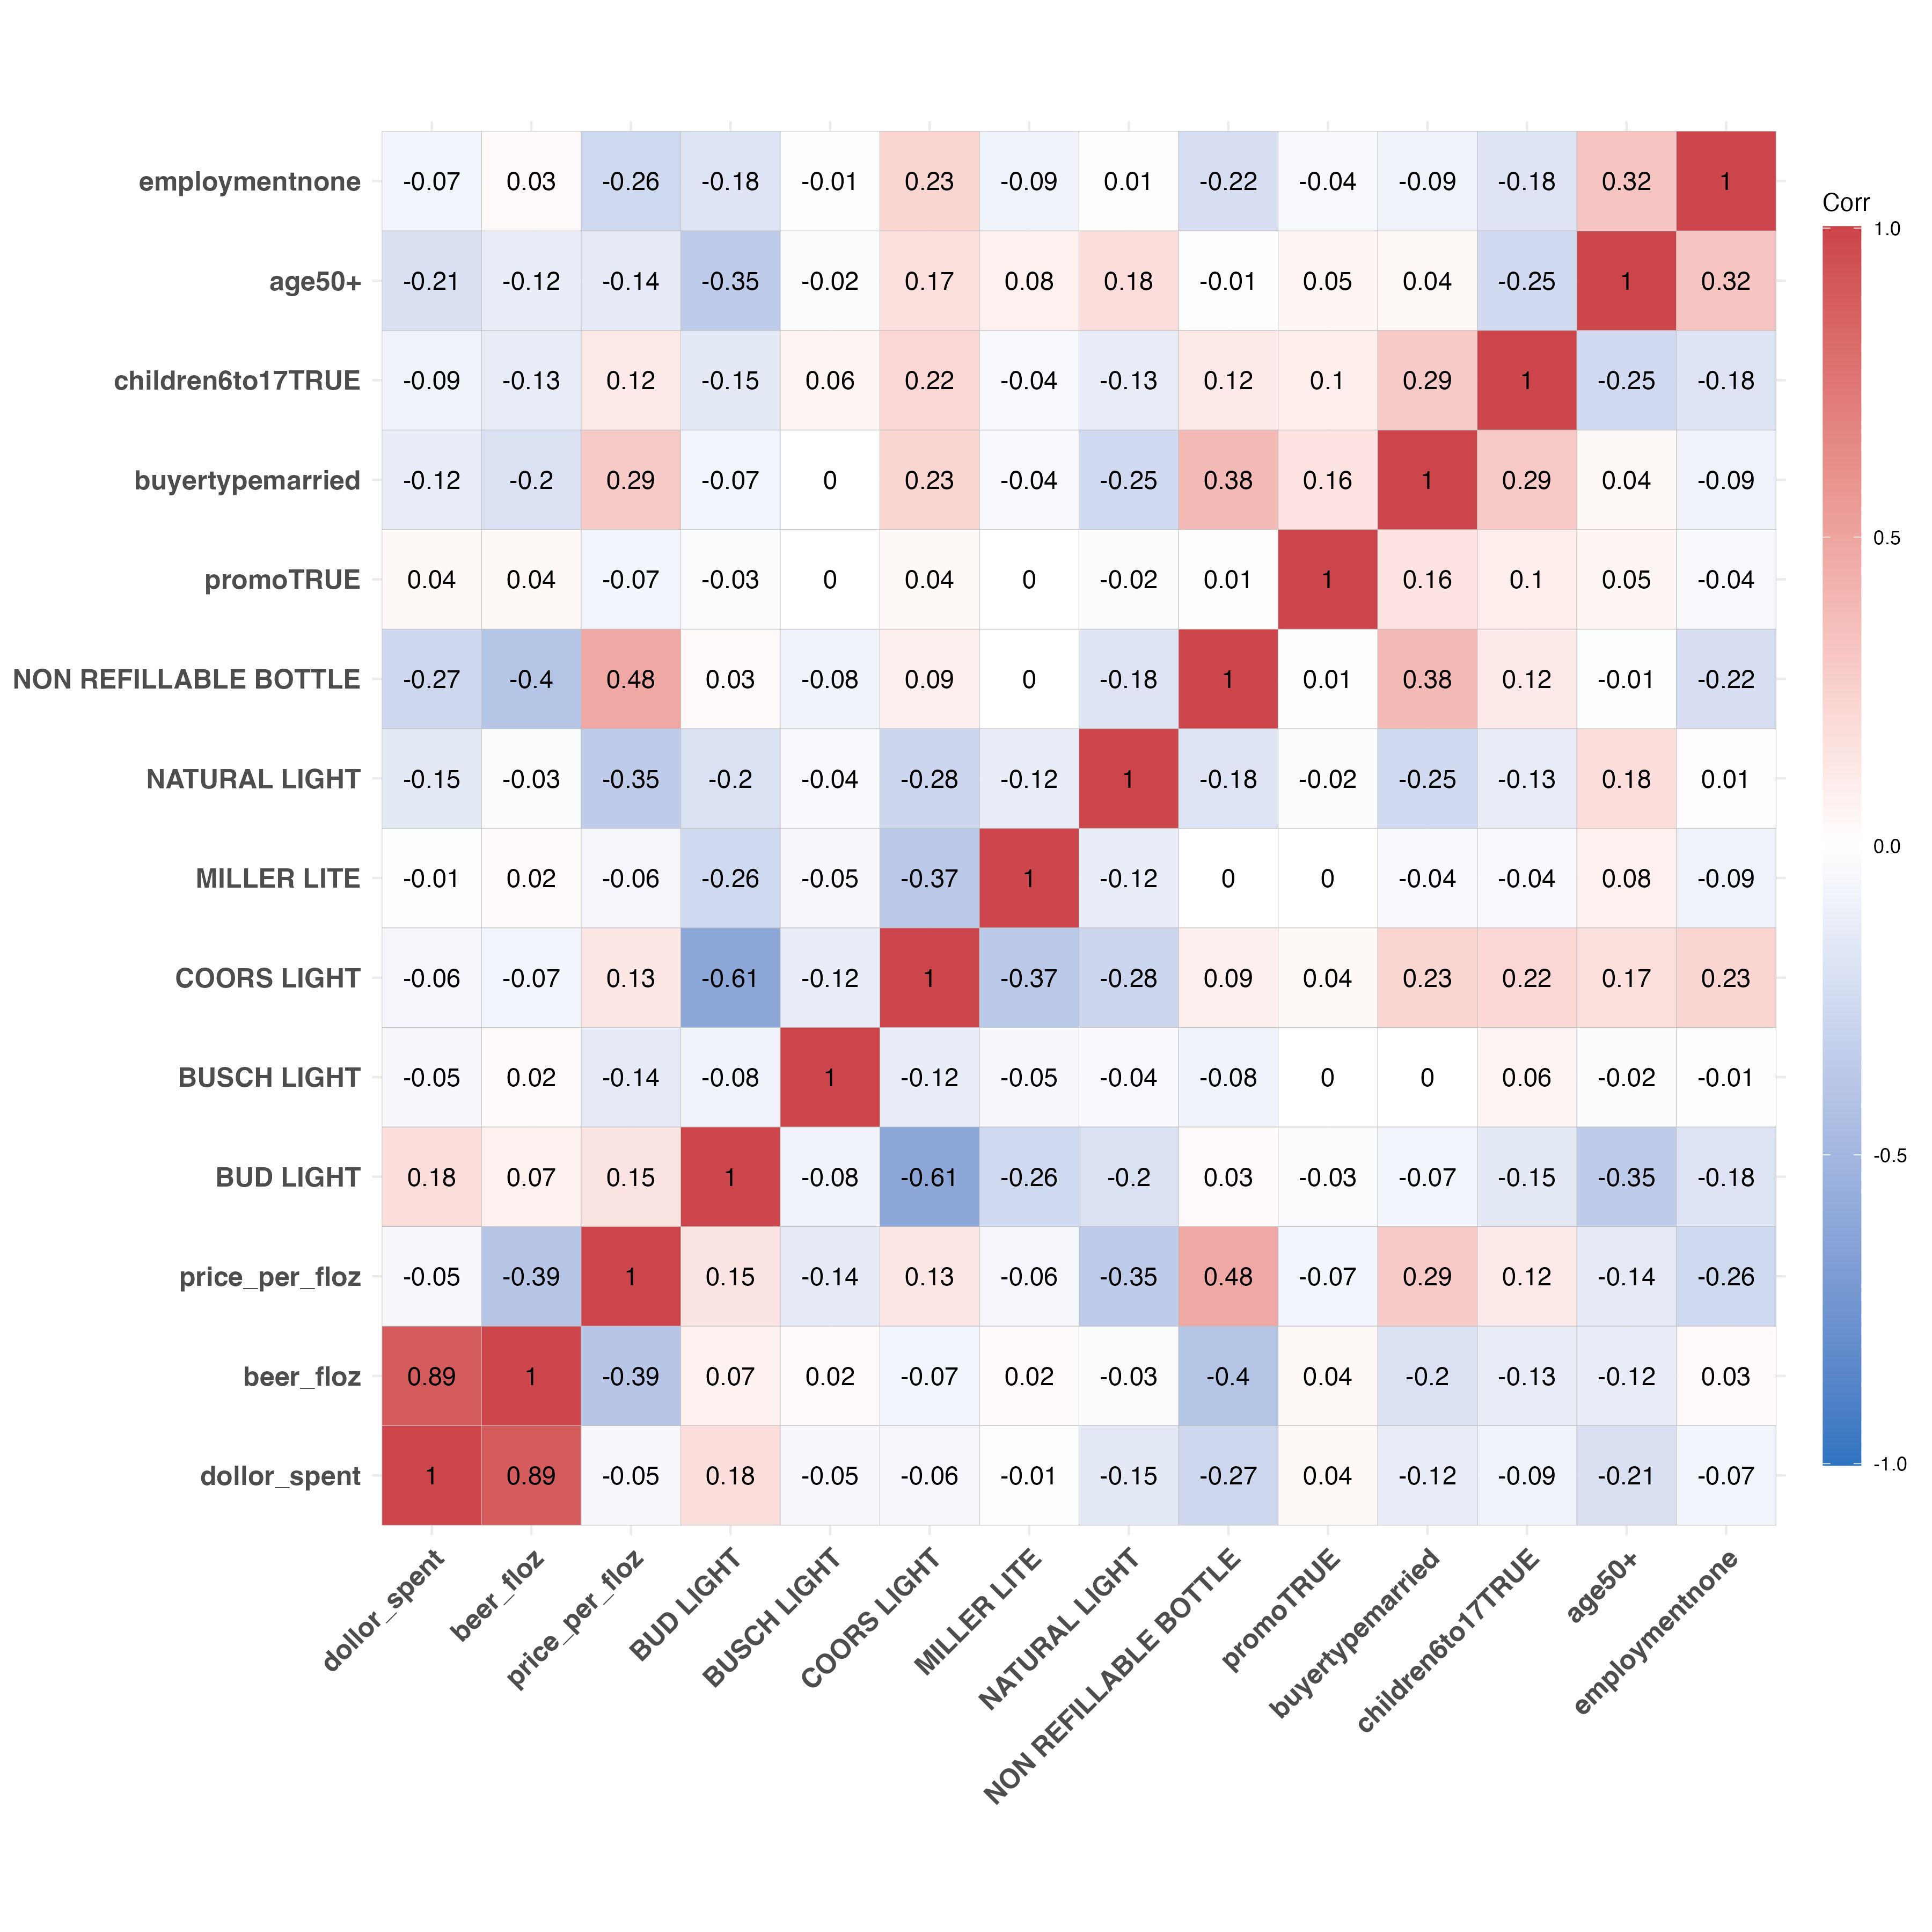 employmentnone -0.07 0.03 -0.26 -0.18 -0.01 0.23 -0.09 0.01 -0.22 -0.04 -0.09 -0.18 0.32 1
age50+ -0.21 -0.12 -0.14 -0.35 -0.02 0.17 0.08 0.18 -0.01 0.05 0.04 -0.25 1 0.32
children6to17TRUE -0.09 -0.13 0.12 -0.15 0.06 0.22 -0.04 -0.13 0.12 0.1 0.29 1 -0.25 -0.18
buyertypemarried -0.12 -0.2 0.29 -0.07 0 0.23 -0.04 -0.25 0.38 0.16 1 0.29 0.04 -0.09
promoTRUE 0.04 0.04 -0.07 -0.03 0 0.04 0 -0.02 0.01 1 0.16 0.1 0.05 -0.04
NON REFILLABLE BOTTLE -0.27 -0.4 0.48 0.03 -0.08 0.09 0 -0.18 1 0.01 0.38 0.12 -0.01 -0.22
NATURAL LIGHT -0.15 -0.03 -0.35 -0.2 -0.04 -0.28 -0.12 1 -0.18 -0.02 -0.25 -0.13 0.18 0.01
MILLER LITE -0.01 0.02 -0.06 -0.26 -0.05 -0.37 1 -0.12 0 0 -0.04 -0.04 0.08 -0.09
COORS LIGHT -0.06 -0.07 0.13 -0.61 -0.12 1 -0.37 -0.28 0.09 0.04 0.23 0.22 0.17 0.23
BUSCH LIGHT -0.05 0.02 -0.14 -0.08 1 -0.12 -0.05 -0.04 -0.08 0 0 0.06 -0.02 -0.01
BUD LIGHT 0.18 0.07 0.15 1 -0.08 -0.61 -0.26 -0.2 0.03 -0.03 -0.07 -0.15 -0.35 -0.18
price_per_floz -0.05 -0.39 1 0.15 -0.14 0.13 -0.06 -0.35 0.48 -0.07 0.29 0.12 -0.14 -0.26
beer_floz 0.89 1 -0.39 0.07 0.02 -0.07 0.02 -0.03 -0.4 0.04 -0.2 -0.13 -0.12 0.03
dollor_spent 1 0.89 -0.05 0.18 -0.05 -0.06 -0.01 -0.15 -0.27 0.04 -0.12 -0.09 -0.21 -0.07
dollor_spent
beer_floz
price_per_floz
BUD LIGHT
BUSCH LIGHT
COORS LIGHT
MILLER LITE
NATURAL LIGHT
NON REFILLABLE BOTTLE
promoTRUE
buyertypemarried
children6to17TRUE
age50+
employmentnone
Corr
1.0
0.5
0.0
-0.5
-1.0